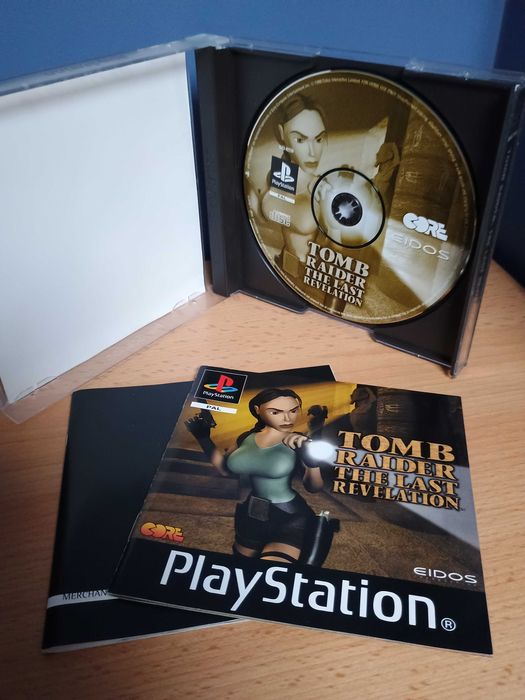 PlayStation
PAL
disc
CORE
EIDOS
TOMB
RAIDER
THE LAST
REVELATION
PlayStation
PAL
TOMB
RAIDER
THE LAST
REVELATION
CORE
EIDOS
PlayStation®
MERCHAN